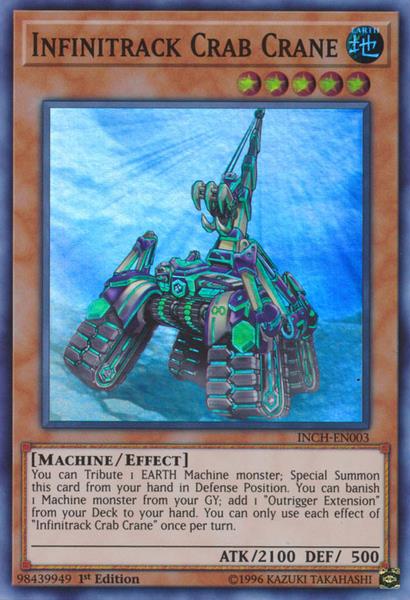 INFINITRACK CRAB CRANE
EARTH
地
INCH-EN003
[MACHINE/EFFECT]
You can Tribute 1 EARTH Machine monster; Special Summon
this card from your hand in Defense Position. You can banish
1 Machine monster from your GY; add 1 "Outrigger Extension"
from your Deck to your hand. You can only use each effect of
"Infinitrack Crab Crane" once per turn.
ATK/2100 DEF/ 500
98439949 1st Edition ©1996 KAZUKI TAKAHASHI